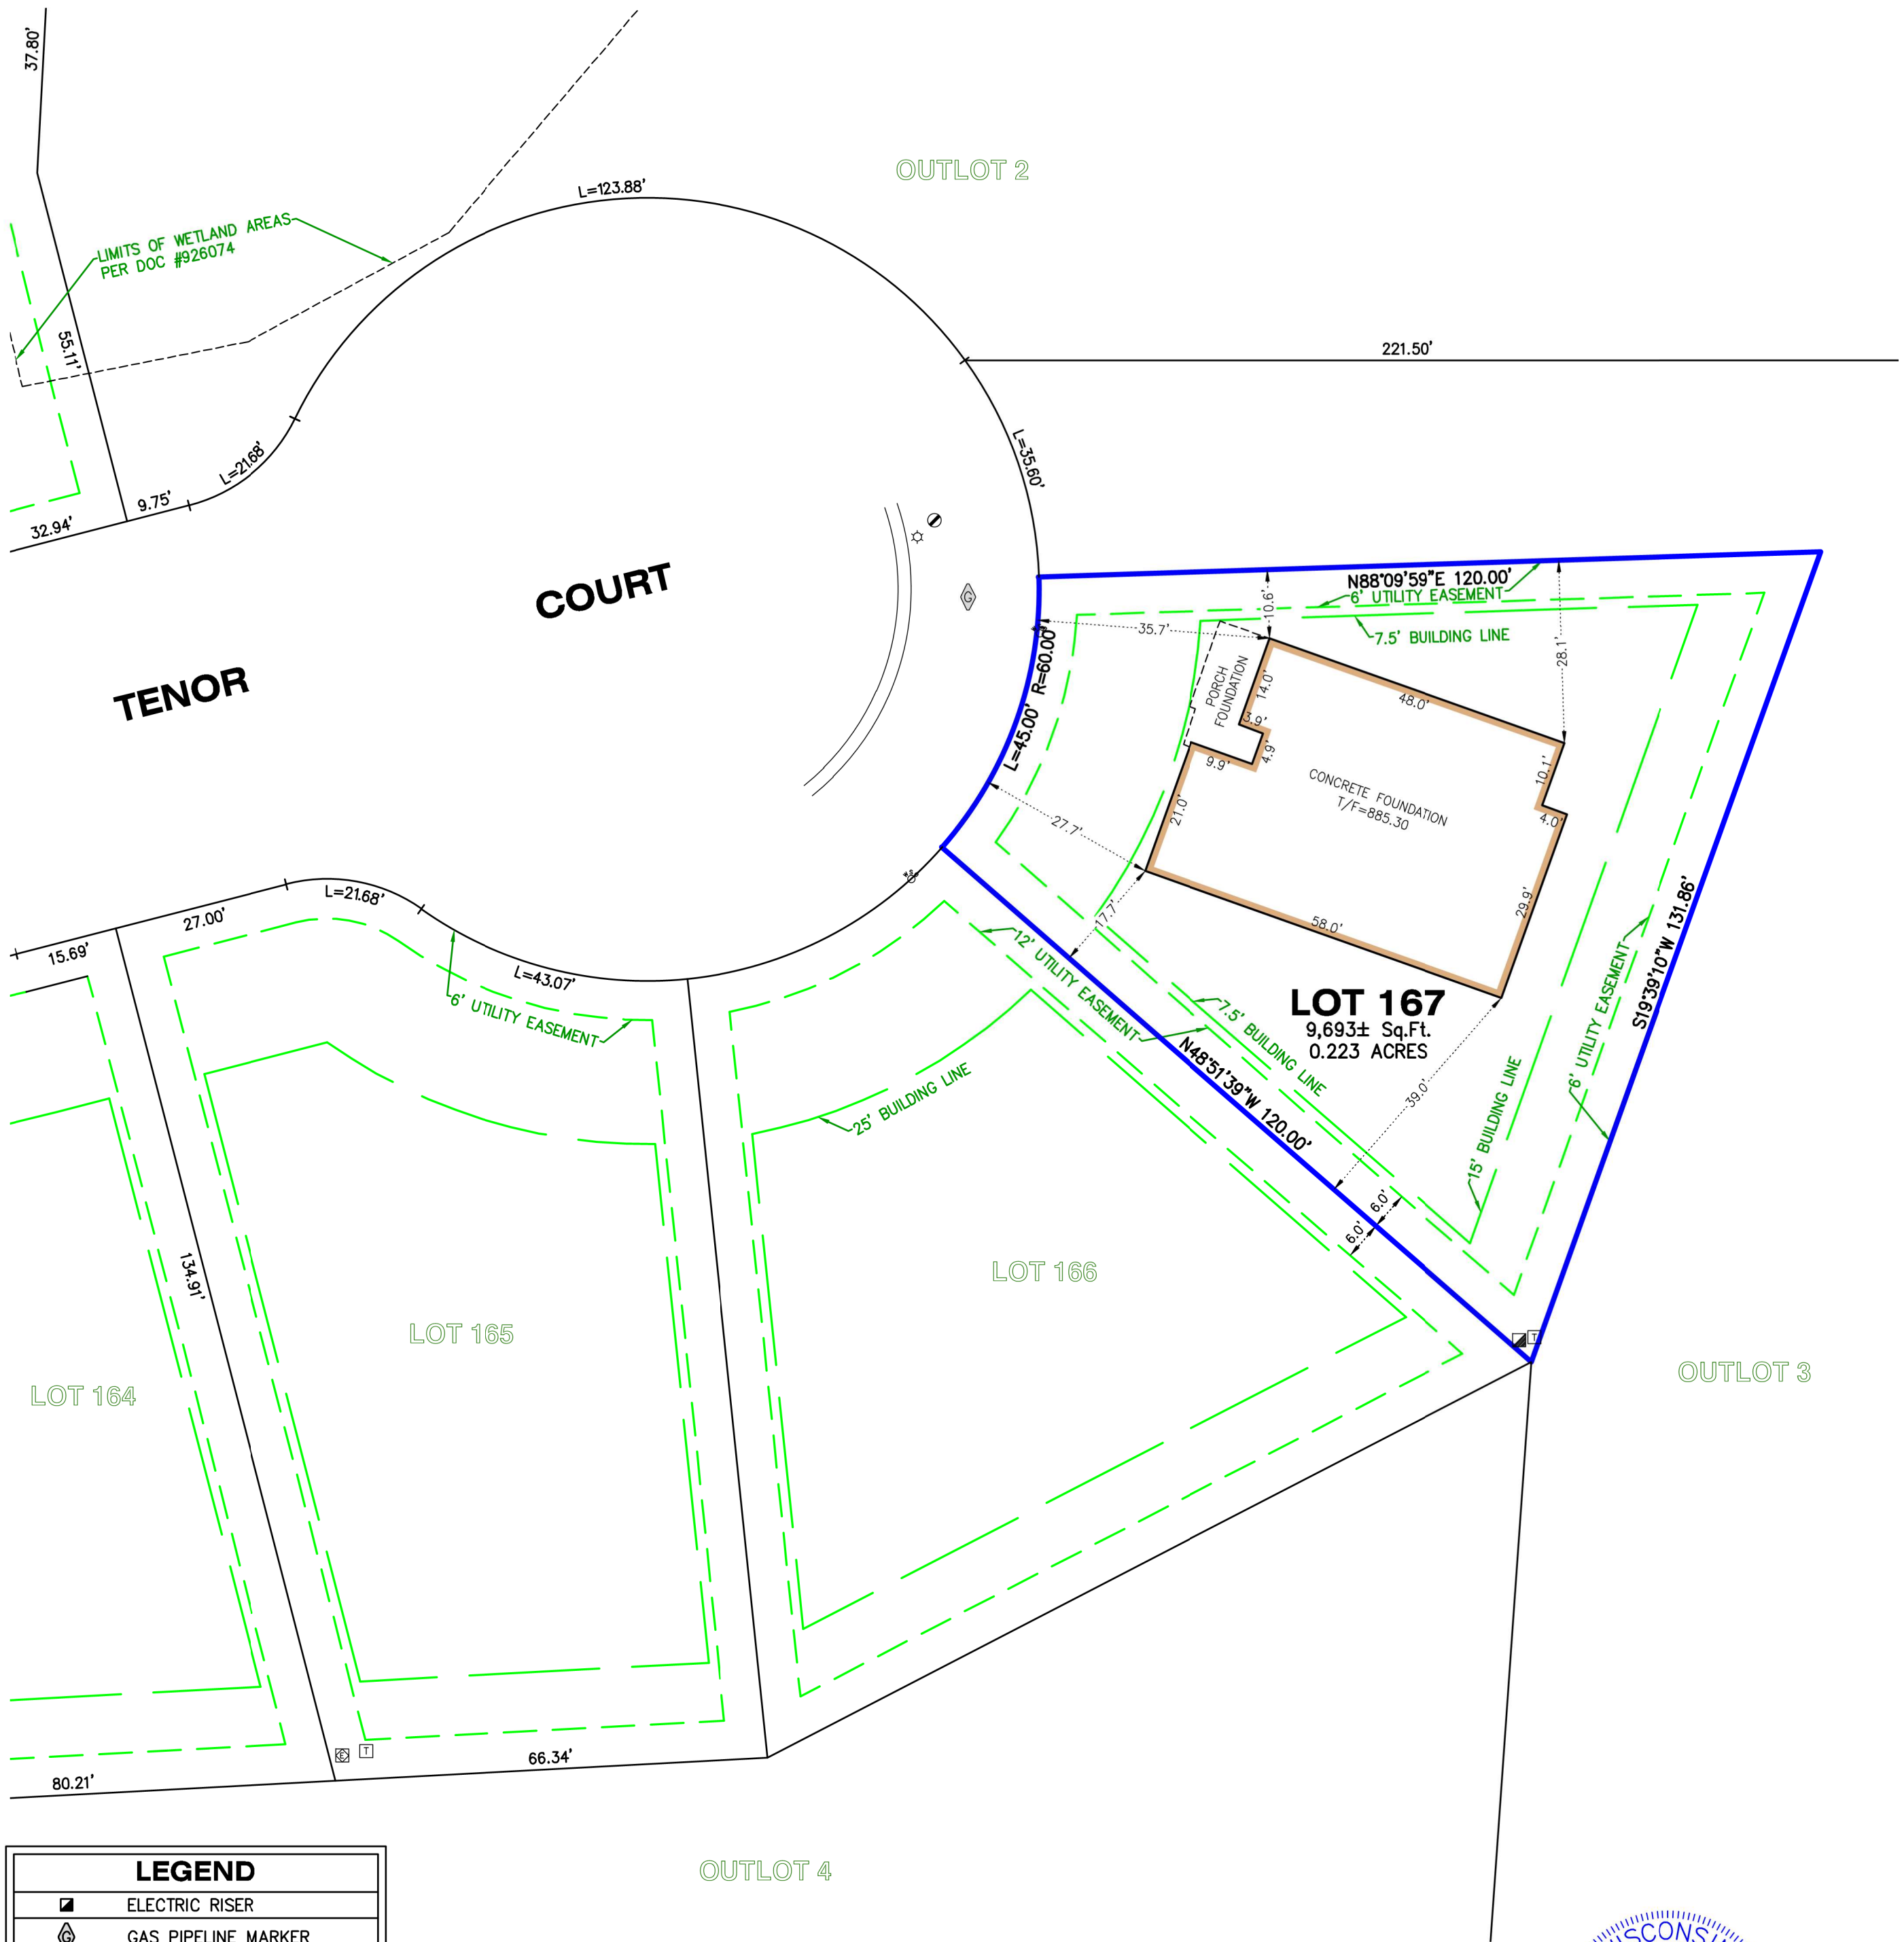 37.80'
OUTLOT 2
L=123.88'
LIMITS OF WETLAND AREAS
PER DOC #926074
55.11'
221.50'
L=35.60'
L=21.68'
9.75'
32.94'
COURT
TENOR
G
N88°09'59"E 120.00'
6' UTILITY EASEMENT
7.5' BUILDING LINE
10.6'
35.7'
28.1'
L=45.00' R=60.00'
PORCH
FOUNDATION
14.0'
3.9'
4.9'
9.9'
48.0'
10.1'
4.0'
CONCRETE FOUNDATION
T/F=885.30
21.0'
27.7'
17.7'
58.0'
29.9'
S19°39'10"W 131.86'
6' UTILITY EASEMENT
15' BUILDING LINE
LOT 167
9,693± Sq.Ft.
0.223 ACRES
12' UTILITY EASEMENT
7.5' BUILDING LINE
N48°51'39"W 120.00'
39.0'
6.0'
6.0'
L=21.68'
27.00'
15.69'
L=43.07'
6' UTILITY EASEMENT
25' BUILDING LINE
134.91'
LOT 166
LOT 165
LOT 164
T
OUTLOT 3
E
T
66.34'
80.21'
OUTLOT 4
LEGEND
ELECTRIC RISER
G GAS PIPELINE MARKER
SCONS